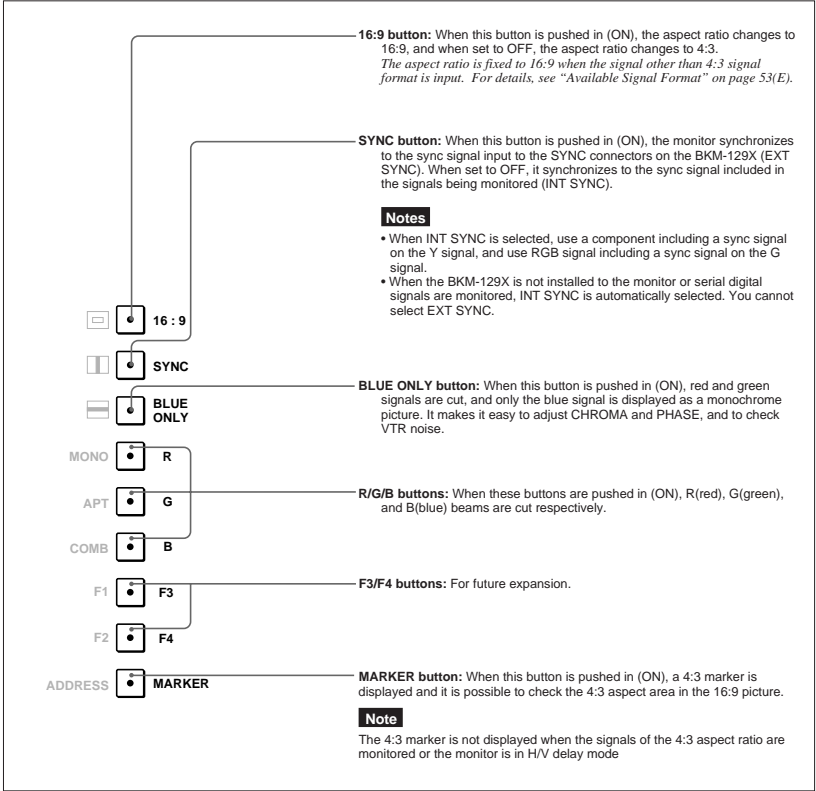 16:9 button: When this button is pushed in (ON), the aspect ratio changes to
16:9, and when set to OFF, the aspect ratio changes to 4:3.
The aspect ratio is fixed to 16:9 when the signal other than 4:3 signal
format is input. For details, see “Available Signal Format” on page 53(E).
SYNC button: When this button is pushed in (ON), the monitor synchronizes
to the sync signal input to the SYNC connectors on the BKM-129X (EXT
SYNC). When set to OFF, it synchronizes to the sync signal included in
the signals being monitored (INT SYNC).
Notes
• When INT SYNC is selected, use a component including a sync signal
on the Y signal, and use RGB signal including a sync signal on the G
signal.
• When the BKM-129X is not installed to the monitor or serial digital
signals are monitored, INT SYNC is automatically selected. You cannot
select EXT SYNC.
16 : 9
SYNC
BLUE
ONLY
BLUE ONLY button: When this button is pushed in (ON), red and green
signals are cut, and only the blue signal is displayed as a monochrome
picture. It makes it easy to adjust CHROMA and PHASE, and to check
VTR noise.
MONO R
APT G
R/G/B buttons: When these buttons are pushed in (ON), R(red), G(green),
and B(blue) beams are cut respectively.
COMB B
F1 F3
F3/F4 buttons: For future expansion.
F2 F4
ADDRESS MARKER
MARKER button: When this button is pushed in (ON), a 4:3 marker is
displayed and it is possible to check the 4:3 aspect area in the 16:9 picture.
Note
The 4:3 marker is not displayed when the signals of the 4:3 aspect ratio are
monitored or the monitor is in H/V delay mode